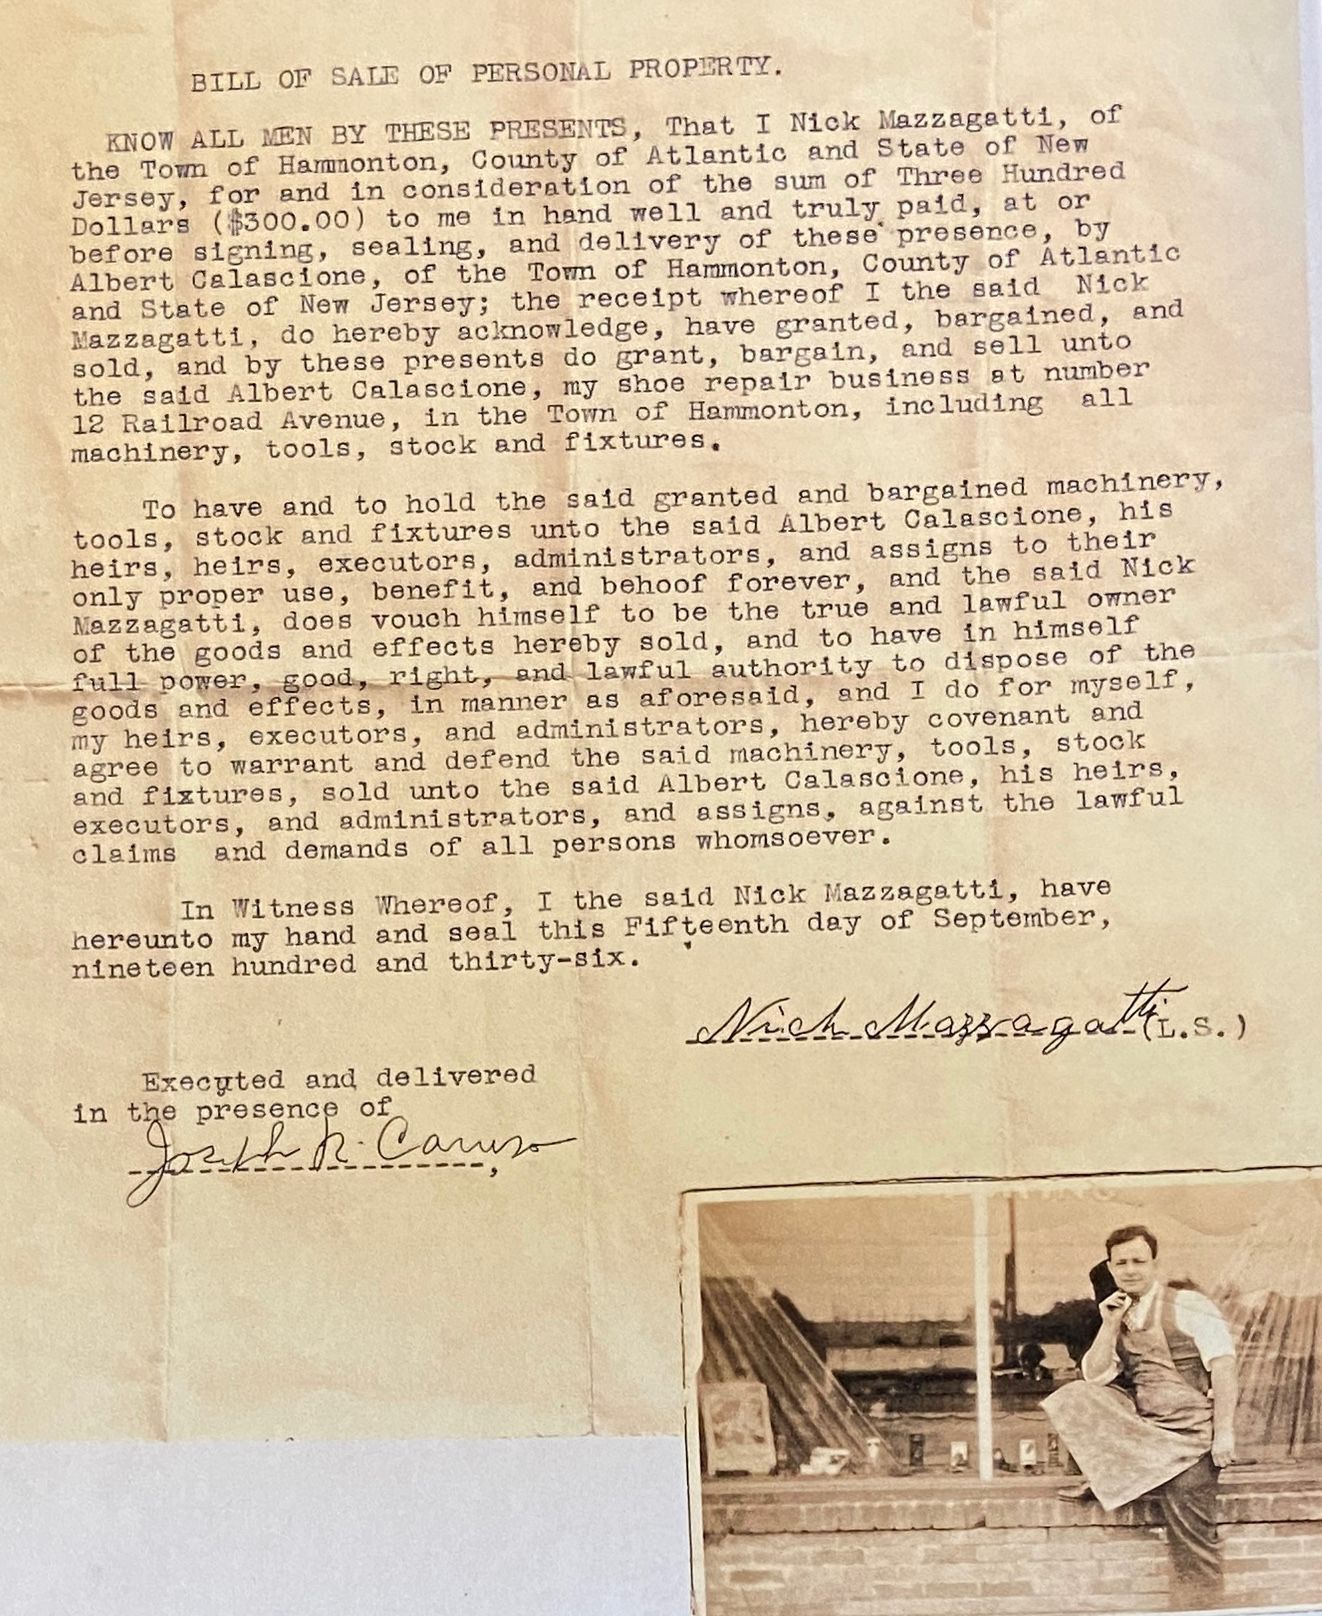 BILL OF SALE OF PERSONAL PROPERTY.
KNOW ALL MEN BY THESE PRESENTS, That I Nick Mazzagatti, of
the Town of Hammonton, County of Atlantic and State of New
Jersey, for and in consideration of the sum of Three Hundred
Dollars ($300.00) to me in hand well and truly paid, at or
before signing, sealing, and delivery of these presence, by
Albert Calascione, of the Town of Hammonton, County of Atlantic
and State of New Jersey; the receipt whereof I the said Nick
Mazzagatti, do hereby acknowledge, have granted, bargained, and
sold, and by these presents do grant, bargain, and sell unto
the said Albert Calascione, my shoe repair business at number
12 Railroad Avenue, in the Town of Hammonton, including all
machinery, tools, stock and fixtures.
To have and to hold the said granted and bargained machinery,
tools, stock and fixtures unto the said Albert Calascione, his
heirs, heirs, executors, administrators, and assigns to their
only proper use, benefit, and behoof forever, and the said Nick
Mazzagatti, does vouch himself to be the true and lawful owner
of the goods and effects hereby sold, and to have in himself
full power, good, right, and lawful authority to dispose of the
goods and effects, in manner as aforesaid, and I do for myself,
my heirs, executors, and administrators, hereby covenant and
agree to warrant and defend the said machinery, tools, stock
and fixtures, sold unto the said Albert Calascione, his heirs,
executors, and administrators, and assigns, against the lawful
claims and demands of all persons whomsoever.
In Witness Whereof, I the said Nick Mazzagatti, have
hereunto my hand and seal this Fifteenth day of September,
nineteen hundred and thirty-six.
Nick Mazzagatti (L.S.)
Executed and delivered
in the presence of
Joseph R. Caruso